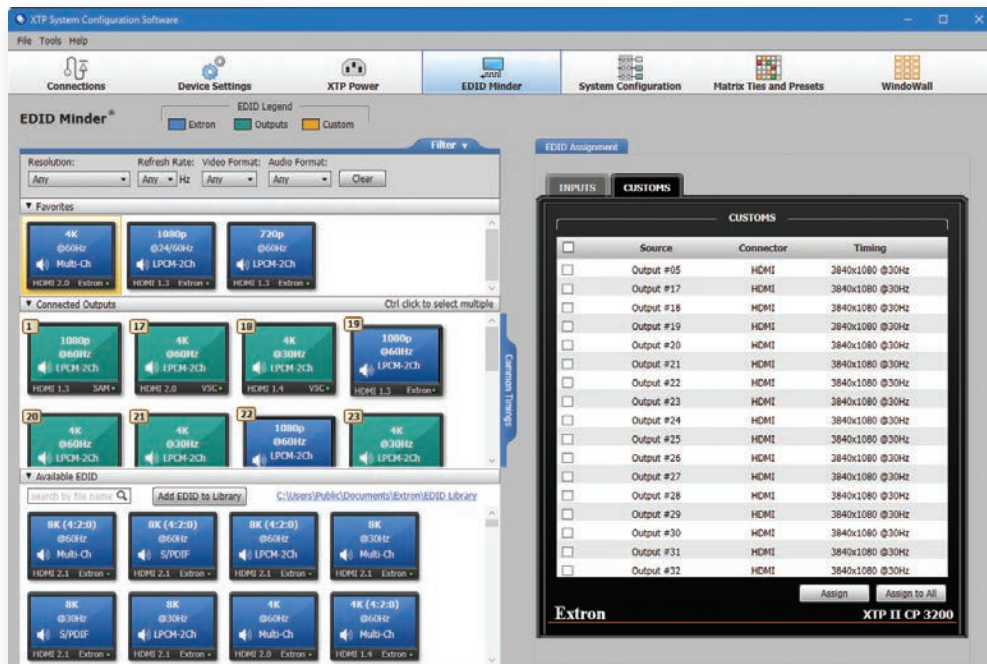 XTP System Configuration Software
File Tools Help
Connections
Device Settings
XTP Power
EDID Minder
System Configuration
Matrix Ties and Presets
WindoWall
EDID Minder®
EDID Legend
Extron
Outputs
Custom
Filter
Resolution:
Refresh Rate:
Video Format:
Audio Format:
Any
Any
Hz
Any
Any
Clear
Favorites
4K
@60Hz
Multi-Ch
HDMI 2.0 Extron
1080p
@24/60Hz
LPCM-2Ch
HDMI 1.3 Extron
720p
@60Hz
LPCM-2Ch
HDMI 1.3 Extron
Connected Outputs
Ctrl click to select multiple
1
1080p
@60Hz
LPCM-2Ch
HDMI 1.3 SAM
17
4K
@60Hz
LPCM-2Ch
HDMI 2.0 VSC
18
4K
@30Hz
LPCM-2Ch
HDMI 1.4 VSC
19
1080p
@60Hz
LPCM-2Ch
HDMI 1.3 Extron
20
4K
@60Hz
LPCM-2Ch
21
4K
@30Hz
LPCM-2Ch
22
1080p
@60Hz
LPCM-2Ch
23
4K
@30Hz
LPCM-2Ch
Common Timings
Available EDID
search by file name
Add EDID to Library
C:\Users\Public\Documents\Extron\EDID Library
8K (4:2:0)
@60Hz
Multi-Ch
HDMI 2.1 Extron
8K (4:2:0)
@60Hz
S/PDIF
HDMI 2.1 Extron
8K (4:2:0)
@60Hz
LPCM-2Ch
HDMI 2.1 Extron
8K
@30Hz
Multi-Ch
HDMI 2.1 Extron
8K
@30Hz
S/PDIF
HDMI 2.1 Extron
8K
@30Hz
LPCM-2Ch
HDMI 2.1 Extron
4K
@60Hz
Multi-Ch
HDMI 2.0 Extron
4K (4:2:0)
@60Hz
Multi-Ch
HDMI 1.4 Extron
EDID Assignment
INPUTS
CUSTOMS
CUSTOMS
Source Connector Timing
Output #05 HDMI 3840x1080 @30Hz
Output #17 HDMI 3840x1080 @30Hz
Output #18 HDMI 3840x1080 @30Hz
Output #19 HDMI 3840x1080 @30Hz
Output #20 HDMI 3840x1080 @30Hz
Output #21 HDMI 3840x1080 @30Hz
Output #22 HDMI 3840x1080 @30Hz
Output #23 HDMI 3840x1080 @30Hz
Output #24 HDMI 3840x1080 @30Hz
Output #25 HDMI 3840x1080 @30Hz
Output #26 HDMI 3840x1080 @30Hz
Output #27 HDMI 3840x1080 @30Hz
Output #28 HDMI 3840x1080 @30Hz
Output #29 HDMI 3840x1080 @30Hz
Output #30 HDMI 3840x1080 @30Hz
Output #31 HDMI 3840x1080 @30Hz
Output #32 HDMI 3840x1080 @30Hz
Assign
Assign to All
Extron
XTP II CP 3200